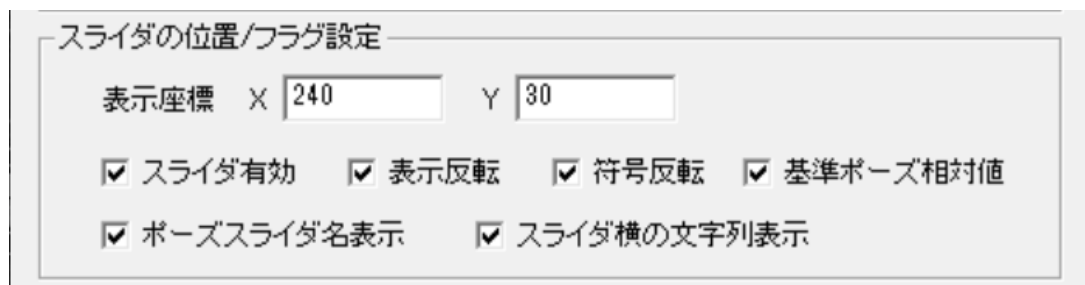 スライダの位置/フラグ設定
表示座標 X 240 Y 30
スライダ有効 表示反転 符号反転 基準ポーズ相対値
ポーズスライダ名表示 スライダ横の文字列表示